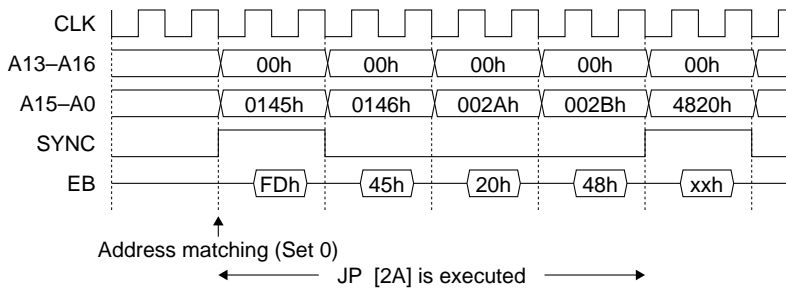 CLK
A13–A16 00h 00h 00h 00h 00h
A15–A0 0145h 0146h 002Ah 002Bh 4820h
SYNC
EB FDh 45h 20h 48h xxh
Address matching (Set 0)
JP [2A] is executed